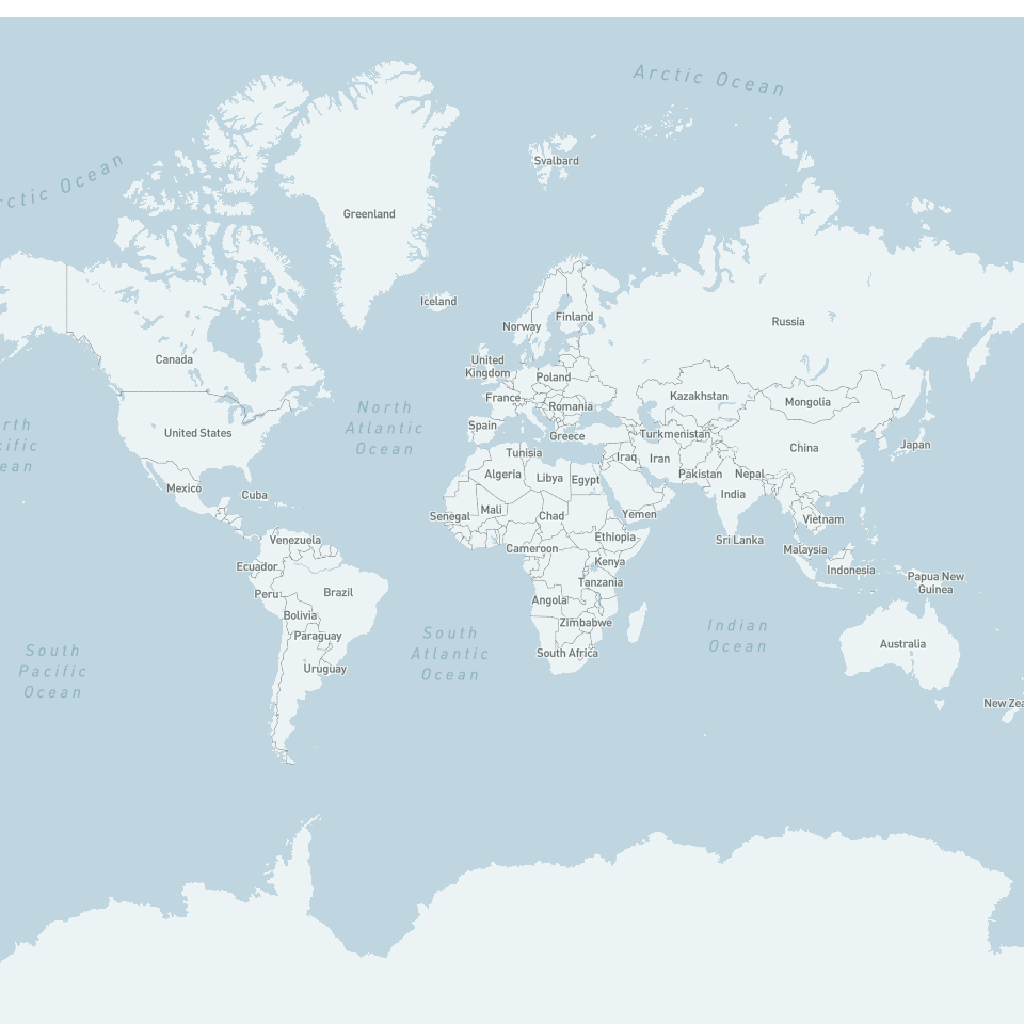 Arctic Ocean
Arctic Ocean
Svalbard
Greenland
Iceland
Norway
Finland
Russia
Canada
United
Kingdom
Poland
France
Romania
Kazakhstan
Mongolia
North
Atlantic
Ocean
Spain
Greece
Turkmenistan
United States
Japan
China
Tunisia
Iraq
Iran
Algeria
Libya
Egypt
Pakistan
Nepal
Mexico
Cuba
India
Mali
Senegal
Chad
Yemen
Vietnam
Venezuela
Ethiopia
Sri Lanka
Cameroon
Malaysia
Kenya
Ecuador
Indonesia
Papua New
Guinea
Tanzania
Peru
Brazil
Angola
Bolivia
Zimbabwe
Paraguay
South
Atlantic
Ocean
Indian
Ocean
Australia
South Africa
South
Pacific
Ocean
Uruguay
New Zea